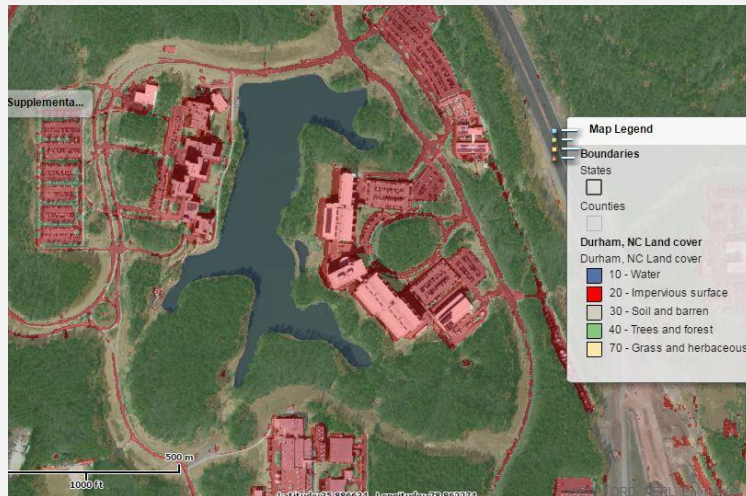 Supplementa...
Map Legend
Boundaries
States
Counties
Durham, NC Land cover
Durham, NC Land cover
10 - Water
20 - Impervious surface
30 - Soil and barren
40 - Trees and forest
70 - Grass and herbaceous
500 m
1000 ft